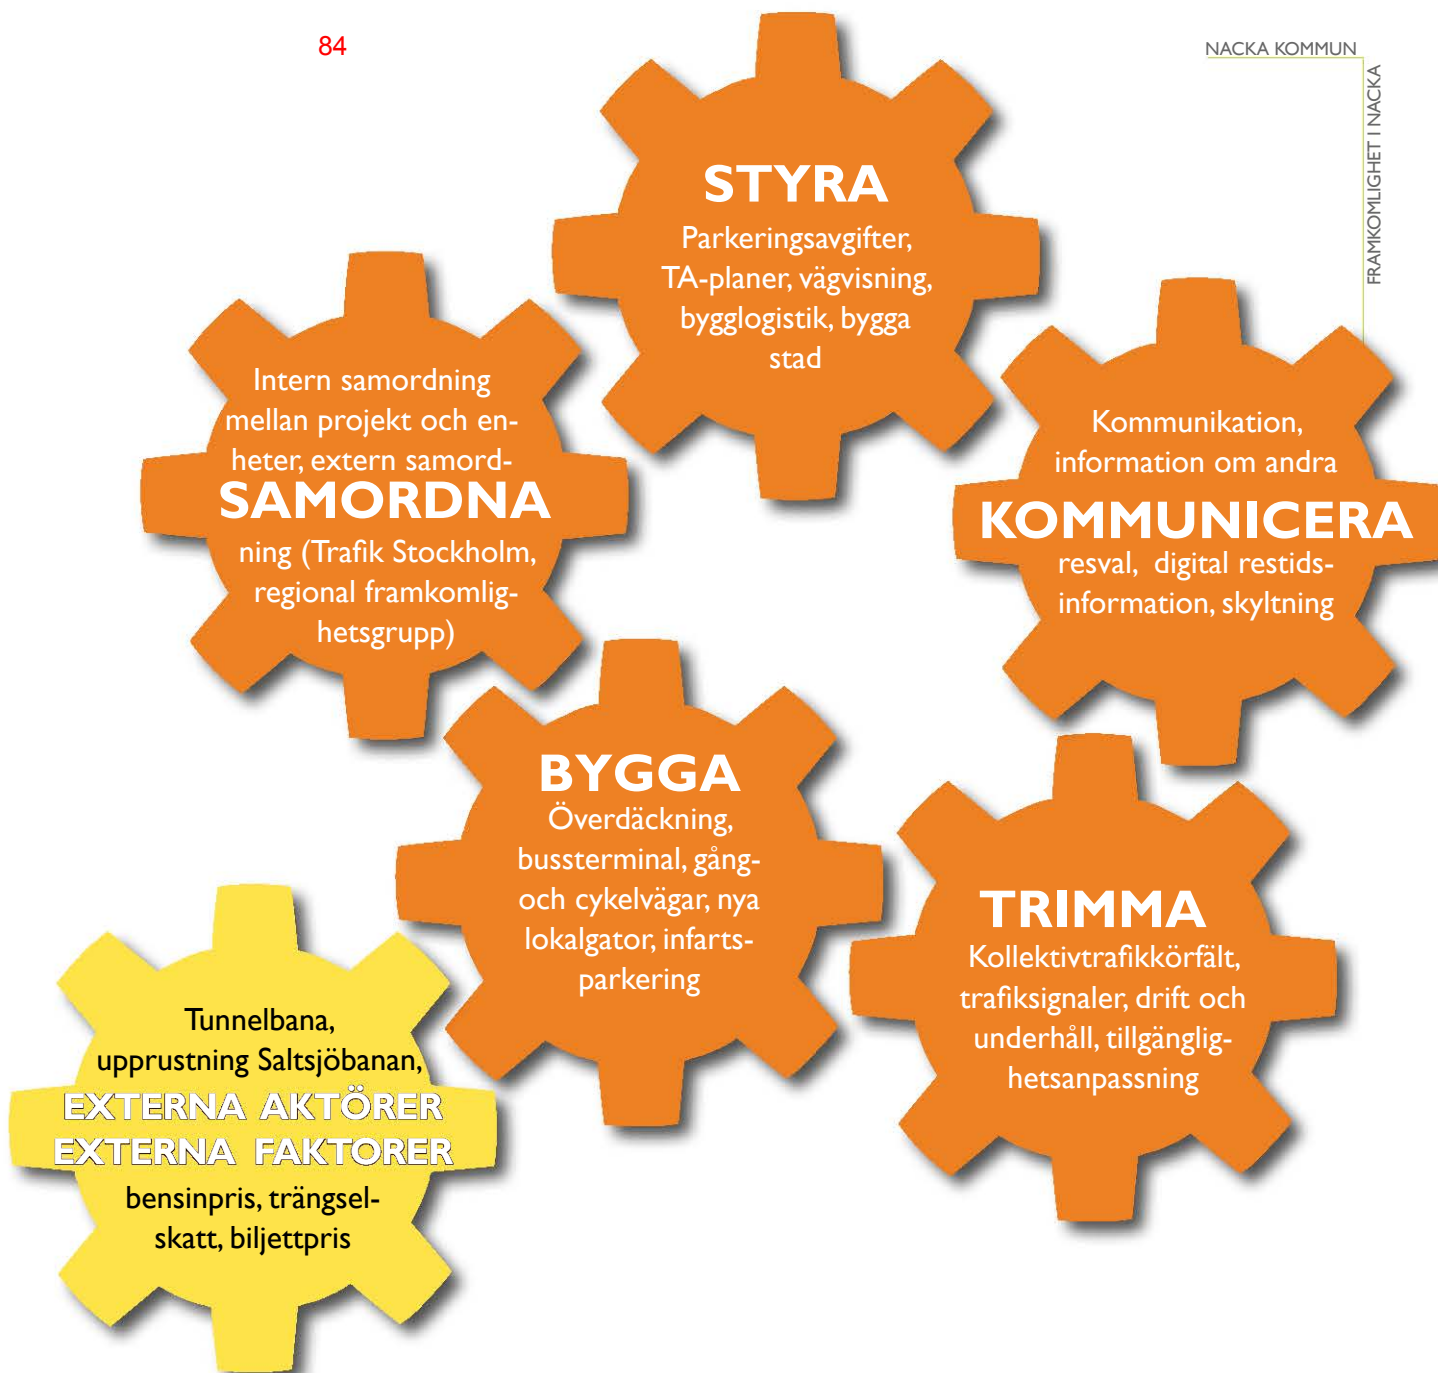 84
NACKA KOMMUN
FRAMKOMLIGHET I NACKA
STYRA
Parkeringsavgifter,
TA-planer, vägvisning,
bygglogistik, bygga
stad
Intern samordning
mellan projekt och en-
heter, extern samord-
SAMORDNA
ning (Trafik Stockholm,
regional framkomlig-
hetsgrupp)
Kommunikation,
information om andra
KOMMUNICERA
resval, digital restids-
information, skyltning
BYGGA
Överdäckning,
bussterminal, gång-
och cykelvägar, nya
lokalgator, infarts-
parkering
TRIMMA
Kollektivtrafikkörfält,
trafiksignaler, drift och
underhåll, tillgänglig-
hetsanpassning
Tunnelbana,
upprustning Saltsjöbanan,
EXTERNA AKTÖRER
EXTERNA FAKTORER
bensinpris, trängsel-
skatt, biljettpris